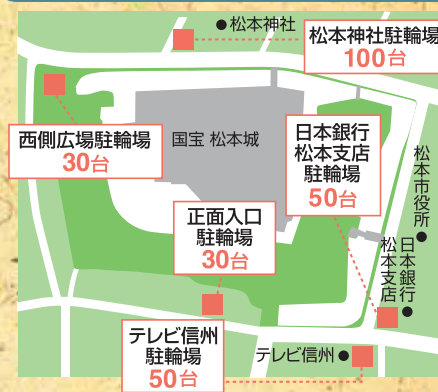 松本神社
松本神社駐輪場
100台
西側広場駐輪場
30台
国宝 松本城
日本銀行
松本支店
駐輪場
50台
松本市役所
正面入口
駐輪場
30台
日本銀行
松本支店
テレビ信州
駐輪場
50台
テレビ信州